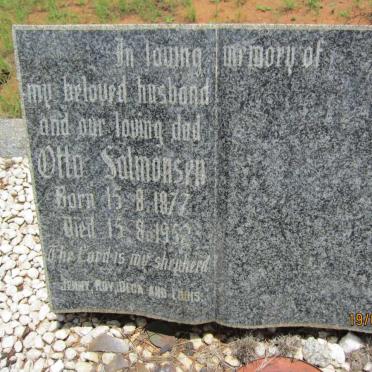 In loving memory of
my beloved husband
and our loving dad
Otto Salmonsen
Born 15.8.1877
Died 15.8.1952
The Lord is my shepherd
JENNY, ROY, DECK AND LOUIS.
19/0